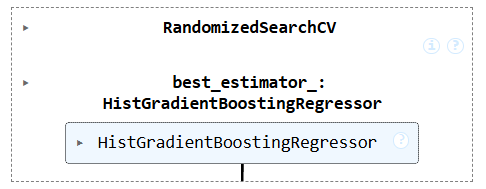 RandomizedSearchCV
i ?
best_estimator_:
HistGradientBoostingRegressor
HistGradientBoostingRegressor ?